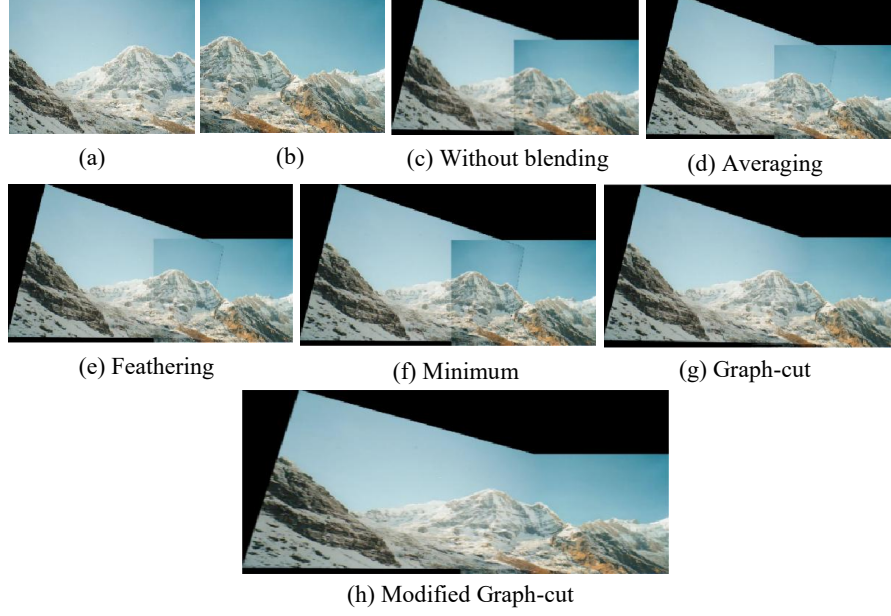 (a)
(b)
(c) Without blending
(d) Averaging
(e) Feathering
(f) Minimum
(g) Graph-cut
(h) Modified Graph-cut